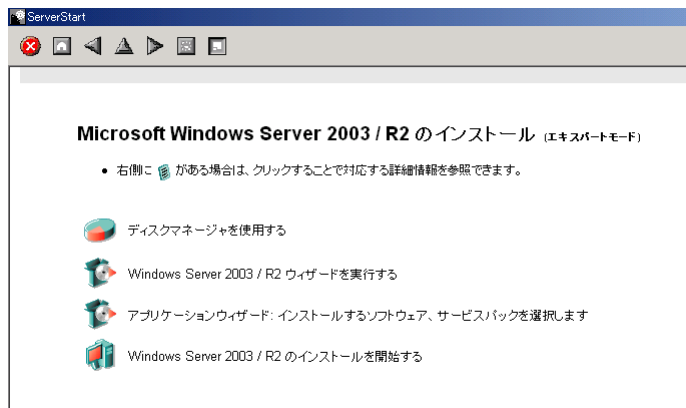 ServerStart
Microsoft Windows Server 2003 / R2 のインストール (エキスパートモード)
• 右側に がある場合は、クリックすることで対応する詳細情報を参照できます。
ディスクマネージャを使用する
Windows Server 2003 / R2 ウィザードを実行する
アプリケーションウィザード: インストールするソフトウェア、サービスパックを選択します
Windows Server 2003 / R2 のインストールを開始する